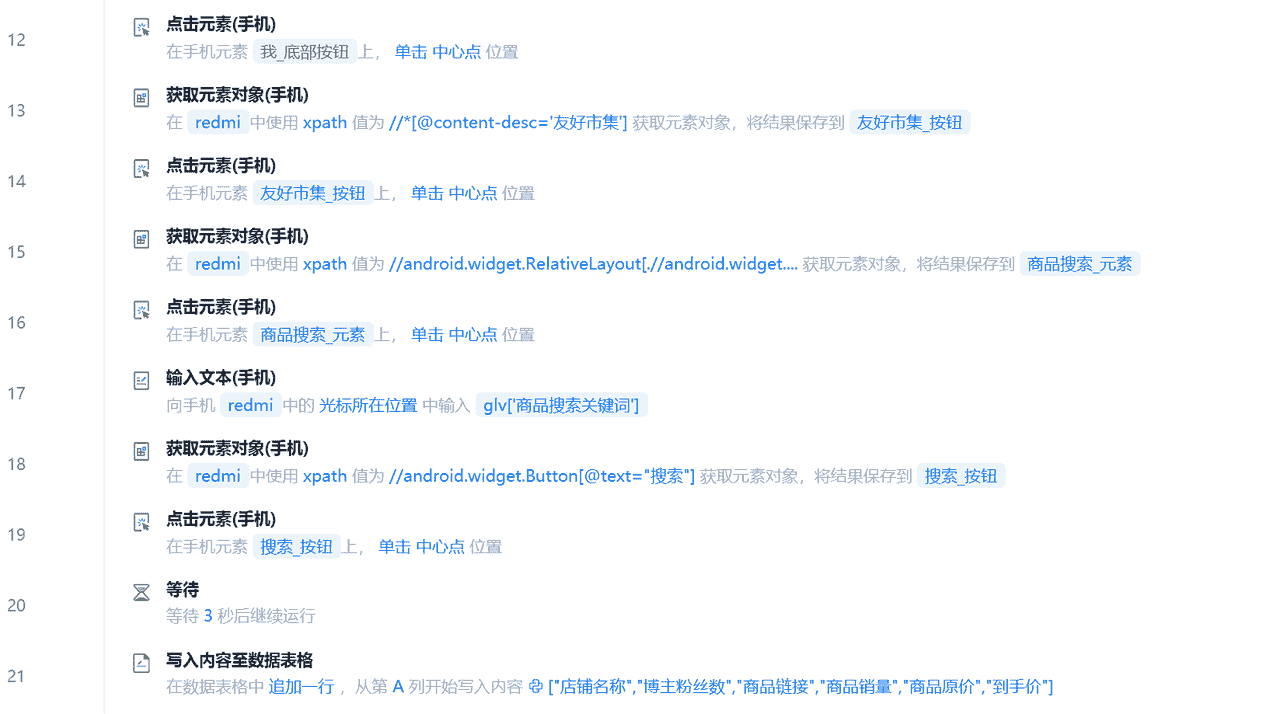 12
点击元素(手机)
在手机元素 我_底部按钮 上， 单击 中心点 位置
13
获取元素对象(手机)
在 redmi 中使用 xpath 值为 //*[@content-desc='友好市集'] 获取元素对象，将结果保存到 友好市集_按钮
14
点击元素(手机)
在手机元素 友好市集_按钮 上， 单击 中心点 位置
15
获取元素对象(手机)
在 redmi 中使用 xpath 值为 //android.widget.RelativeLayout[.//android.widget.... 获取元素对象，将结果保存到 商品搜索_元素
16
点击元素(手机)
在手机元素 商品搜索_元素 上， 单击 中心点 位置
17
输入文本(手机)
向手机 redmi 中的 光标所在位置 中输入 glv['商品搜索关键词']
18
获取元素对象(手机)
在 redmi 中使用 xpath 值为 //android.widget.Button[@text="搜索"] 获取元素对象，将结果保存到 搜索_按钮
19
点击元素(手机)
在手机元素 搜索_按钮 上， 单击 中心点 位置
20
等待
等待 3 秒后继续运行
21
写入内容至数据表格
在数据表格中 追加一行 ，从第 A 列开始写入内容 ["店铺名称","博主粉丝数","商品链接","商品销量","商品原价","到手价"]